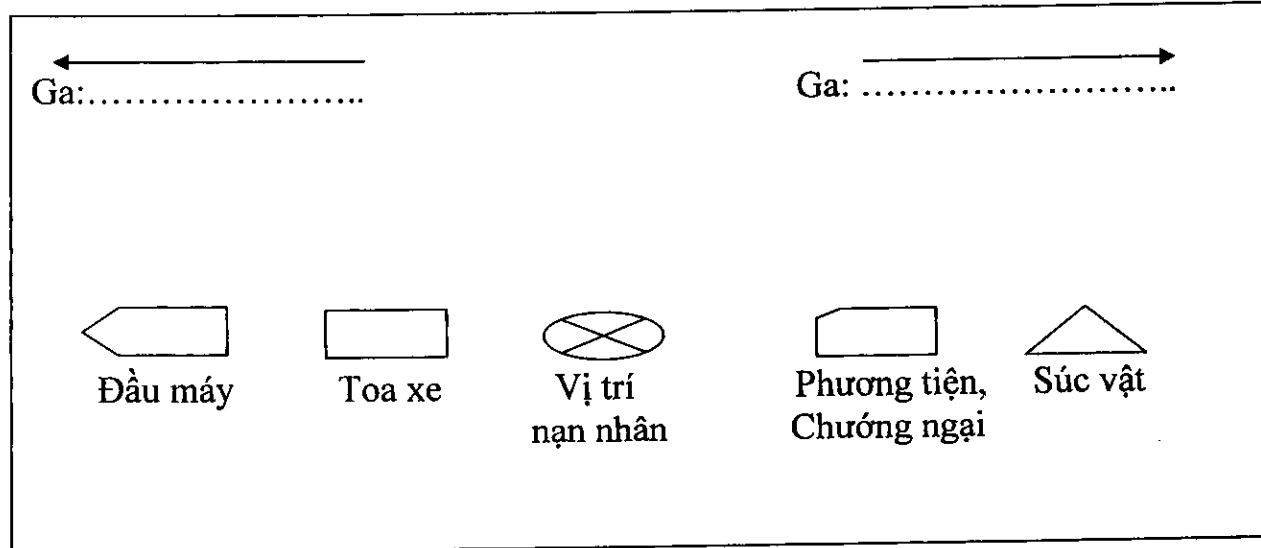 Ga:.......................
Ga: ...........................
Đầu máy
Toa xe
Vị trí
nạn nhân
Phương tiện,
Chướng ngại
Súc vật